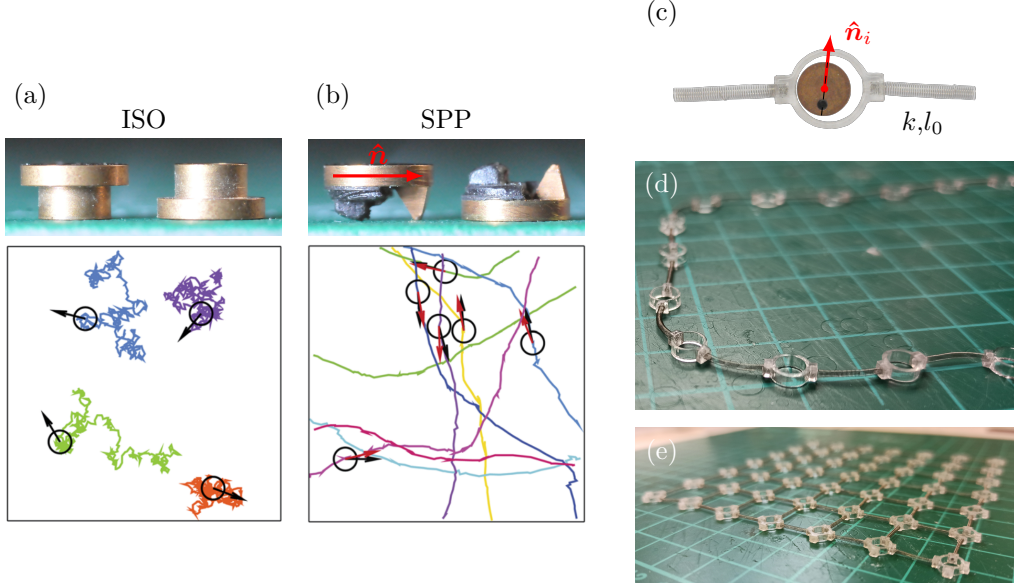 (a)
ISO
(b)
SPP
n̂
(c)
n̂ᵢ
k,l₀
(d)
(e)